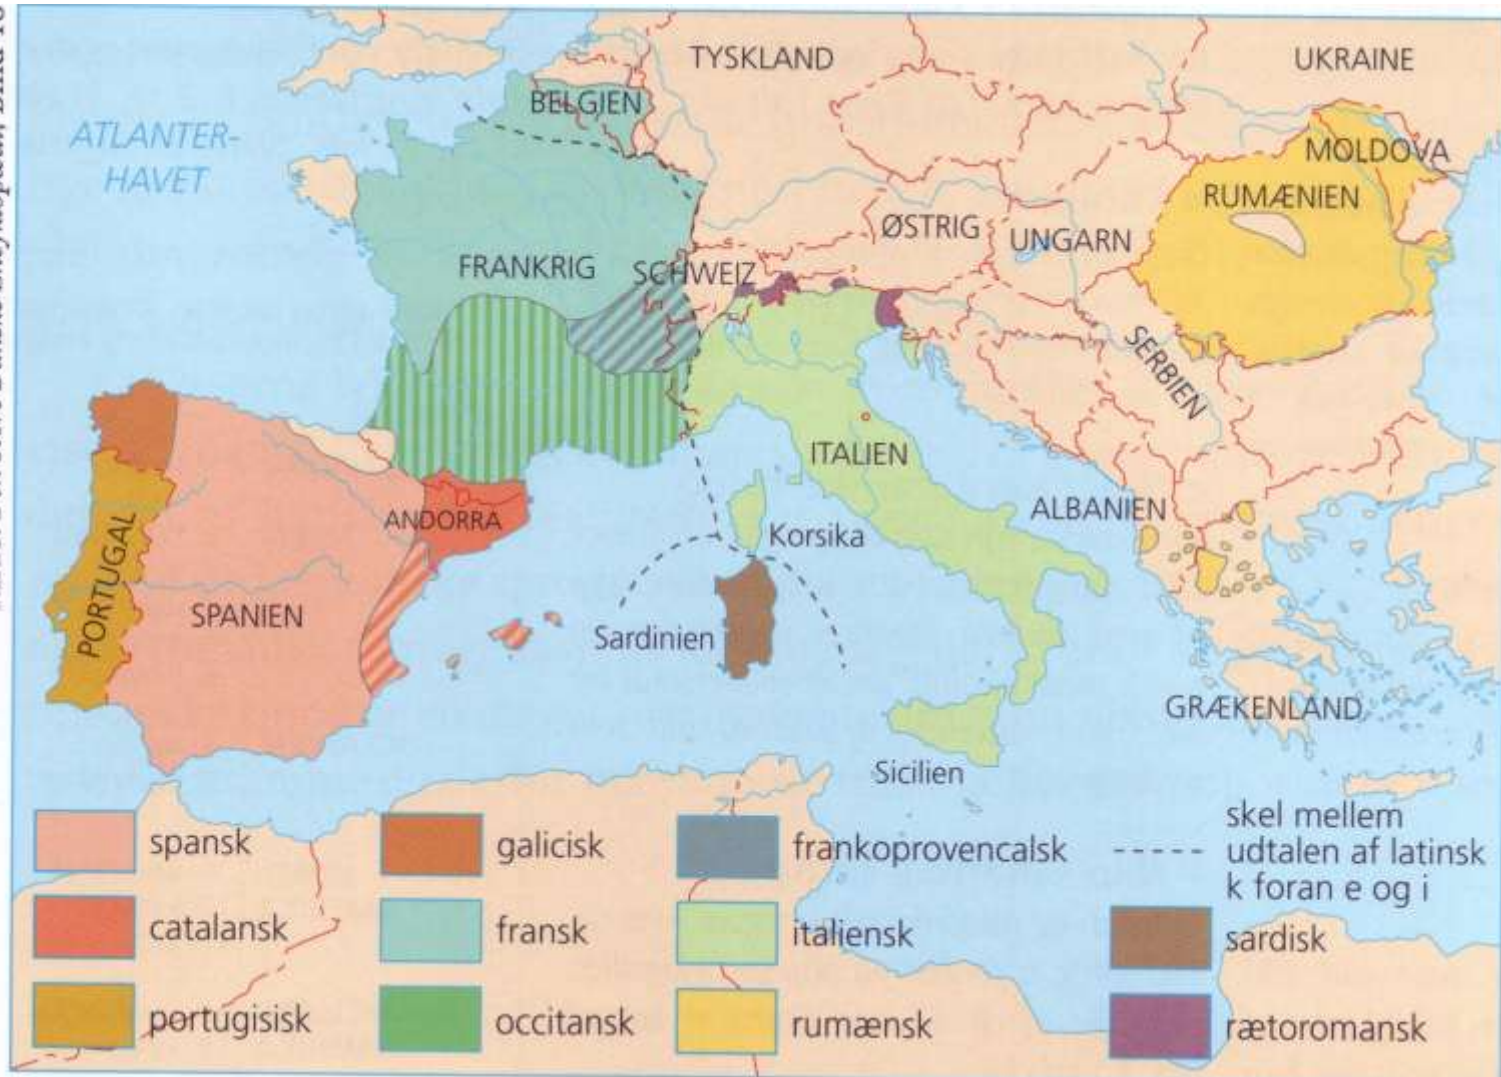 ATLANTER-
HAVET
TYSKLAND
UKRAINE
BELGIEN
MOLDOVA
RUMÆNIEN
ØSTRIG
UNGARN
FRANKRIG
SCHWEIZ
SERBIEN
ITALIEN
ALBANIEN
ANDORRA
Korsika
PORTUGAL
SPANIEN
Sardinien
GRÆKENLAND
Sicilien
spansk
catalansk
portugisisk
galicisk
fransk
occitansk
frankoprovencalsk
italiensk
rumænsk
skel mellem
udtalen af latinsk
k foran e og i
sardisk
rætoromansk